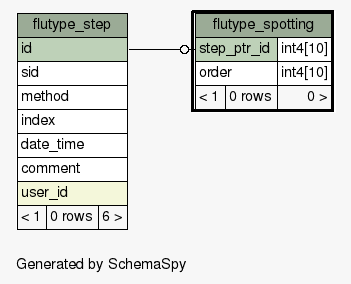 flutype_step
id
sid
method
index
date_time
comment
user_id
< 1 0 rows 6 >
flutype_spotting
step_ptr_id int4[10]
order int4[10]
< 1 0 rows 0 >
Generated by SchemaSpy